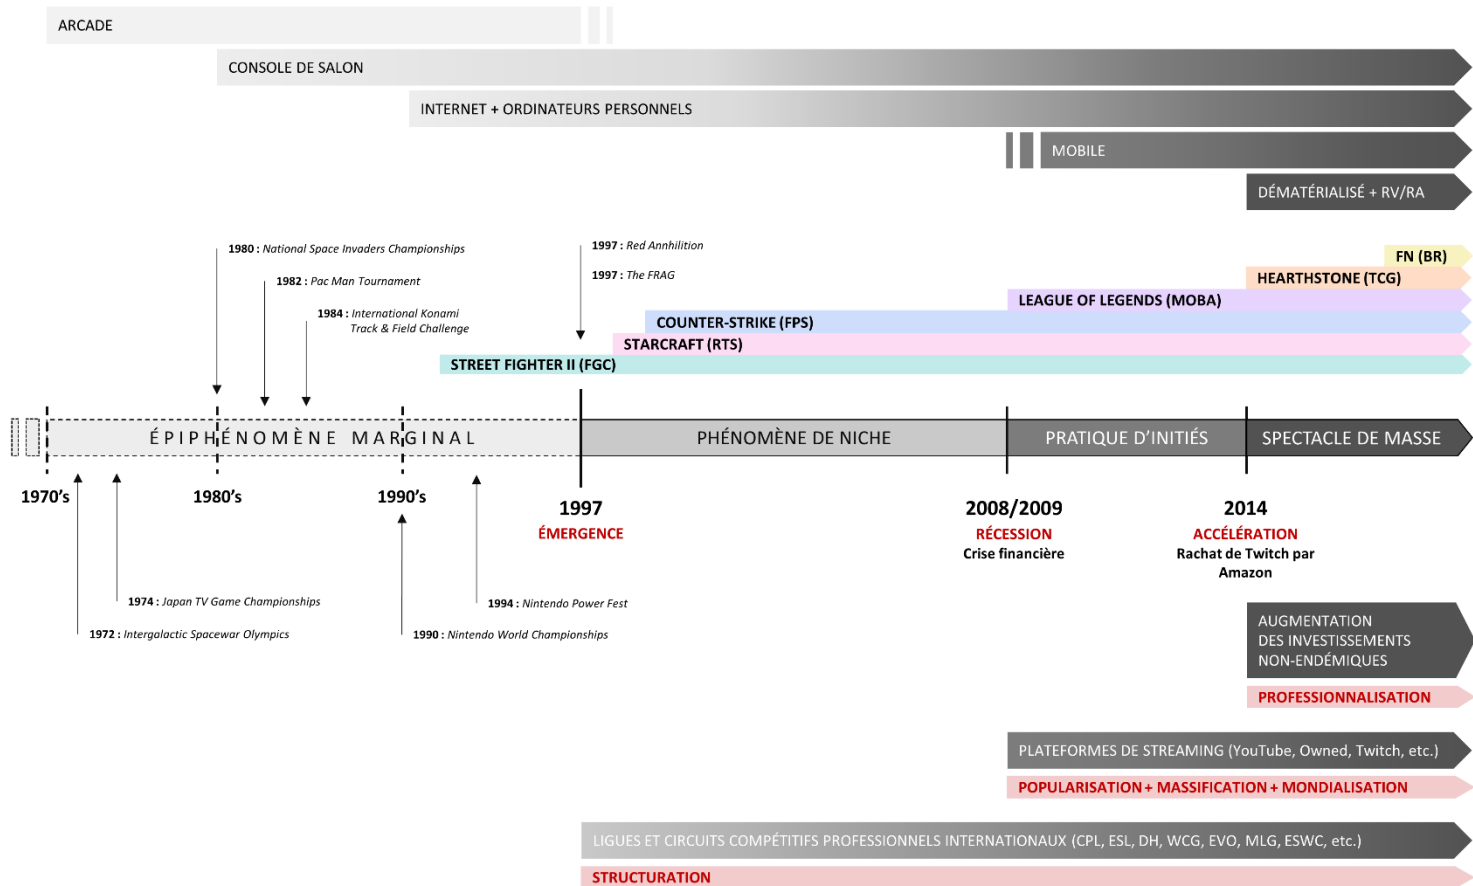 ARCADE
CONSOLE DE SALON
INTERNET + ORDINATEURS PERSONNELS
MOBILE
DÉMATÉRIALISÉ + RV/RA
1980 : National Space Invaders Championships
1982 : Pac Man Tournament
1984 : International Konami
Track & Field Challenge
1997 : Red Annhilition
1997 : The FRAG
FN (BR)
HEARTHSTONE (TCG)
LEAGUE OF LEGENDS (MOBA)
COUNTER-STRIKE (FPS)
STARCRAFT (RTS)
STREET FIGHTER II (FGC)
ÉPIPHÉNOMÈNE MARGINAL
PHÉNOMÈNE DE NICHE
PRATIQUE D'INITIÉS
SPECTACLE DE MASSE
1970's
1980's
1990's
1997
ÉMERGENCE
2008/2009
RÉCESSION
Crise financière
2014
ACCÉLÉRATION
Rachat de Twitch par
Amazon
1974 : Japan TV Game Championships
1972 : Intergalactic Spacewar Olympics
1994 : Nintendo Power Fest
1990 : Nintendo World Championships
AUGMENTATION
DES INVESTISSEMENTS
NON-ENDÉMIQUES
PROFESSIONNALISATION
PLATEFORMES DE STREAMING (YouTube, Owned, Twitch, etc.)
POPULARISATION + MASSIFICATION + MONDIALISATION
LIGUES ET CIRCUITS COMPÉTITIFS PROFESSIONNELS INTERNATIONAUX (CPL, ESL, DH, WCG, EVO, MLG, ESWC, etc.)
STRUCTURATION